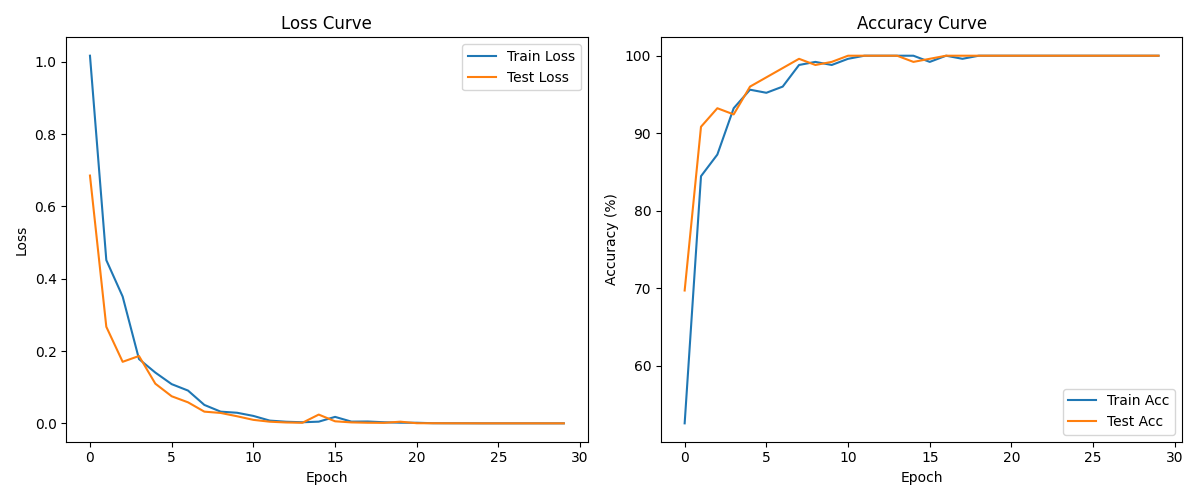 Loss Curve
Train Loss
Test Loss
1.0
0.8
0.6
0.4
0.2
0.0
Loss
0 5 10 15 20 25 30
Epoch
Accuracy Curve
100
90
80
70
60
Accuracy (%)
Train Acc
Test Acc
0 5 10 15 20 25 30
Epoch